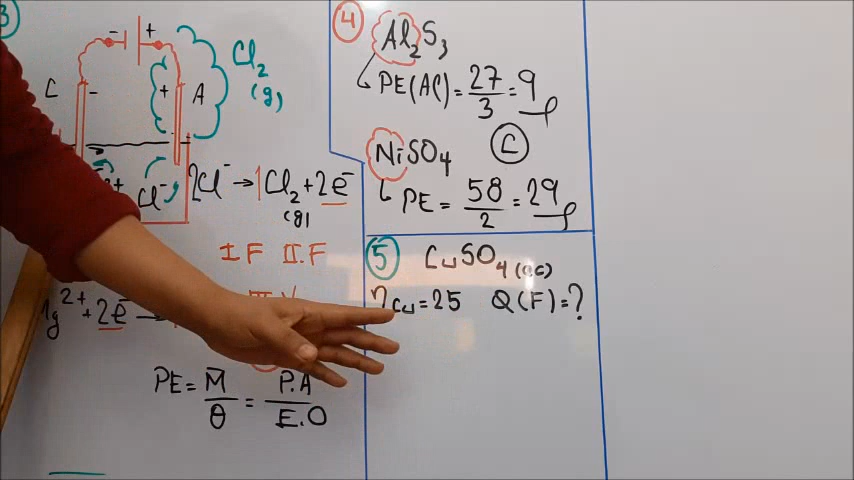 3
- +
Cl₂
(g)
C - + A
Cl⁻
2Cl⁻ → 1Cl₂ + 2e⁻
(g)
I F II.F
+ 2e⁻ →
PE = M/θ = P.A/E.O
4 Al₂S₃
PE(Al) = 27/3 = 9
C
NiSO₄
PE = 58/2 = 29
5 CuSO₄(ac)
ηCu = 25 Q(F) = ?